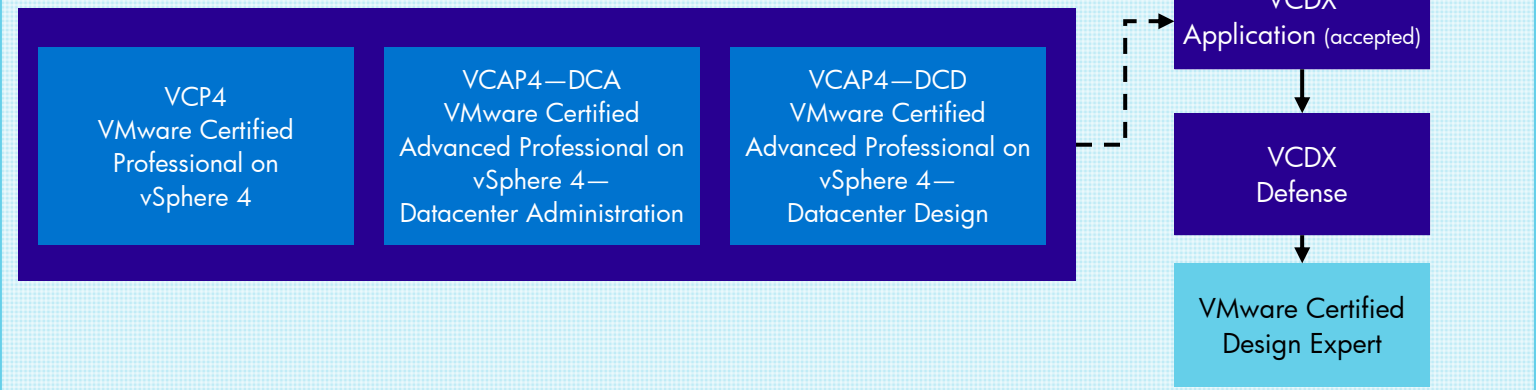 VCP4
VMware Certified
Professional on
vSphere 4
VCAP4—DCA
VMware Certified
Advanced Professional on
vSphere 4—
Datacenter Administration
VCAP4—DCD
VMware Certified
Advanced Professional on
vSphere 4—
Datacenter Design
VCDX
Application (accepted)
VCDX
Defense
VMware Certified
Design Expert